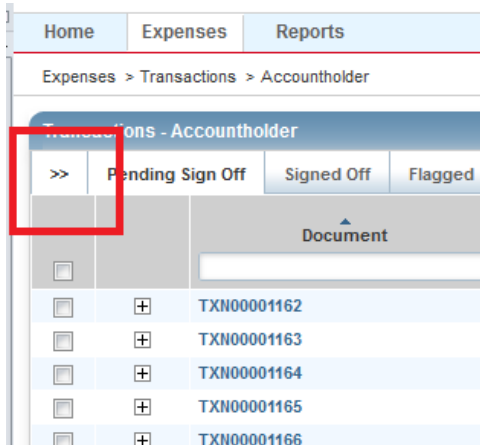 Home Expenses Reports
Expenses > Transactions > Accountholder
Transactions - Accountholder
>> Pending Sign Off Signed Off Flagged
Document
TXN00001162
TXN00001163
TXN00001164
TXN00001165
TXN00001166